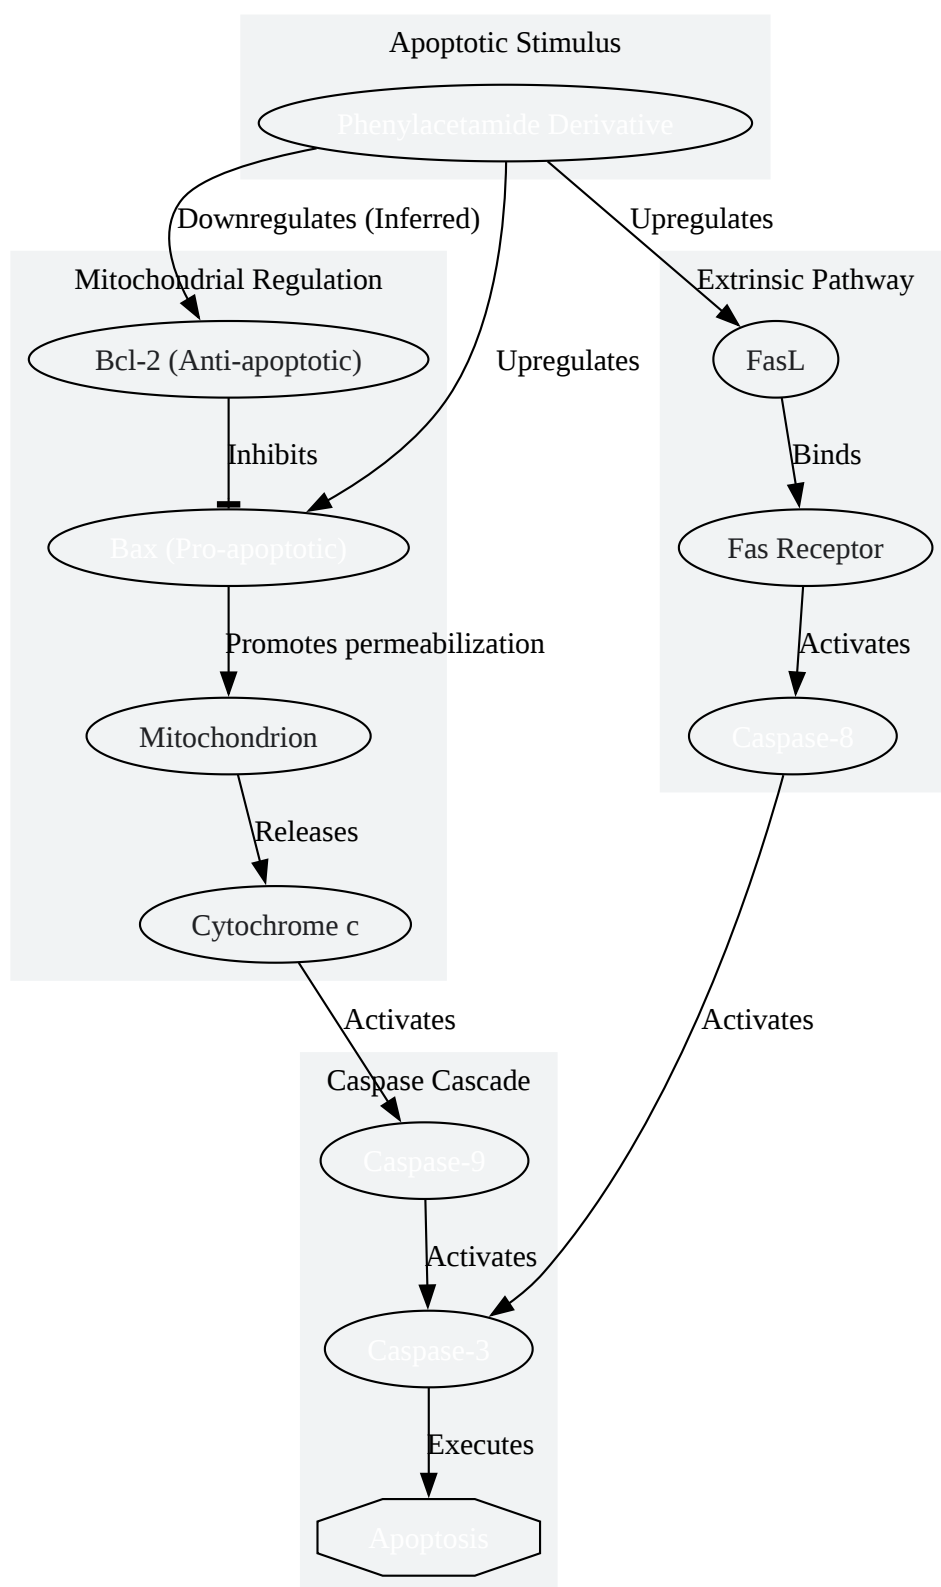 Apoptotic Stimulus
Phenylacetamide Derivative
Downregulates (Inferred)
Upregulates
Mitochondrial Regulation
Extrinsic Pathway
Bcl-2 (Anti-apoptotic)
Upregulates
FasL
Inhibits
Binds
Bax (Pro-apoptotic)
Fas Receptor
Promotes permeabilization
Activates
Mitochondrion
Caspase-8
Releases
Cytochrome c
Activates
Activates
Caspase Cascade
Caspase-9
Activates
Caspase-3
Executes
Apoptosis